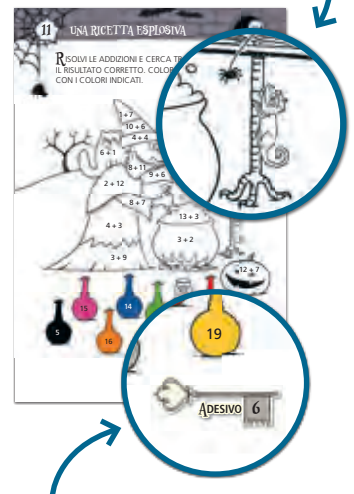 11 UNA RICETTA ESPLOSIVA
RISOLVI LE ADDIZIONI E CERCA
IL RISULTATO CORRETTO. COLOR
CON I COLORI INDICATI.
1+7
10 + 6
4 + 4
6 + 1
8+11
9 + 6
2 + 12
8 + 7
13 + 3
4 + 3
3 + 2
3 + 9
12 + 7
15
14
19
5
16
ADESIVO 6